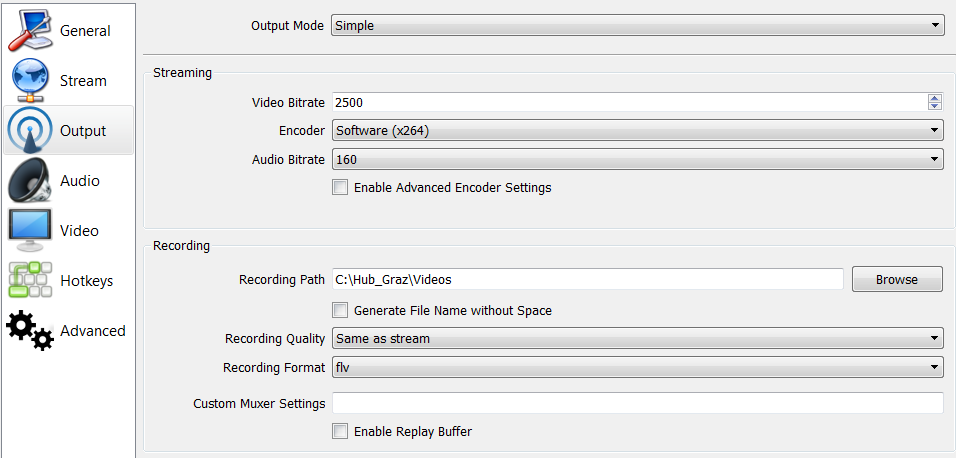 General
Stream
Output
Audio
Video
Hotkeys
Advanced
Output Mode Simple
Streaming
Video Bitrate 2500
Encoder Software (x264)
Audio Bitrate 160
Enable Advanced Encoder Settings
Recording
Recording Path C:\Hub_Graz\Videos Browse
Generate File Name without Space
Recording Quality Same as stream
Recording Format flv
Custom Muxer Settings
Enable Replay Buffer